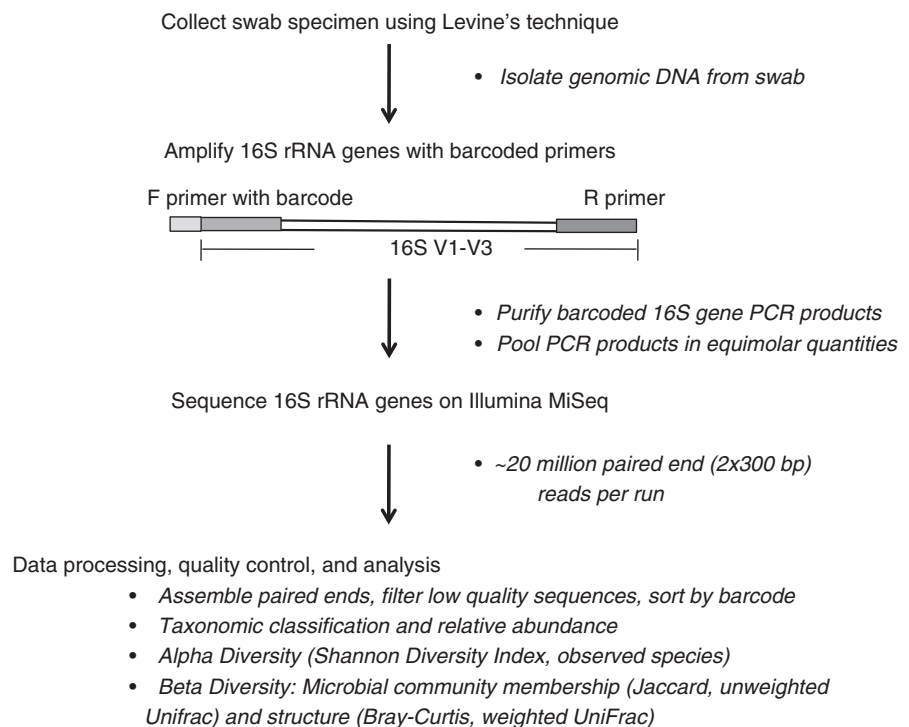 Collect swab specimen using Levine's technique
• Isolate genomic DNA from swab
Amplify 16S rRNA genes with barcoded primers
F primer with barcode R primer
16S V1-V3
• Purify barcoded 16S gene PCR products
• Pool PCR products in equimolar quantities
Sequence 16S rRNA genes on Illumina MiSeq
• ~20 million paired end (2x300 bp)
reads per run
Data processing, quality control, and analysis
• Assemble paired ends, filter low quality sequences, sort by barcode
• Taxonomic classification and relative abundance
• Alpha Diversity (Shannon Diversity Index, observed species)
• Beta Diversity: Microbial community membership (Jaccard, unweighted
Unifrac) and structure (Bray-Curtis, weighted UniFrac)